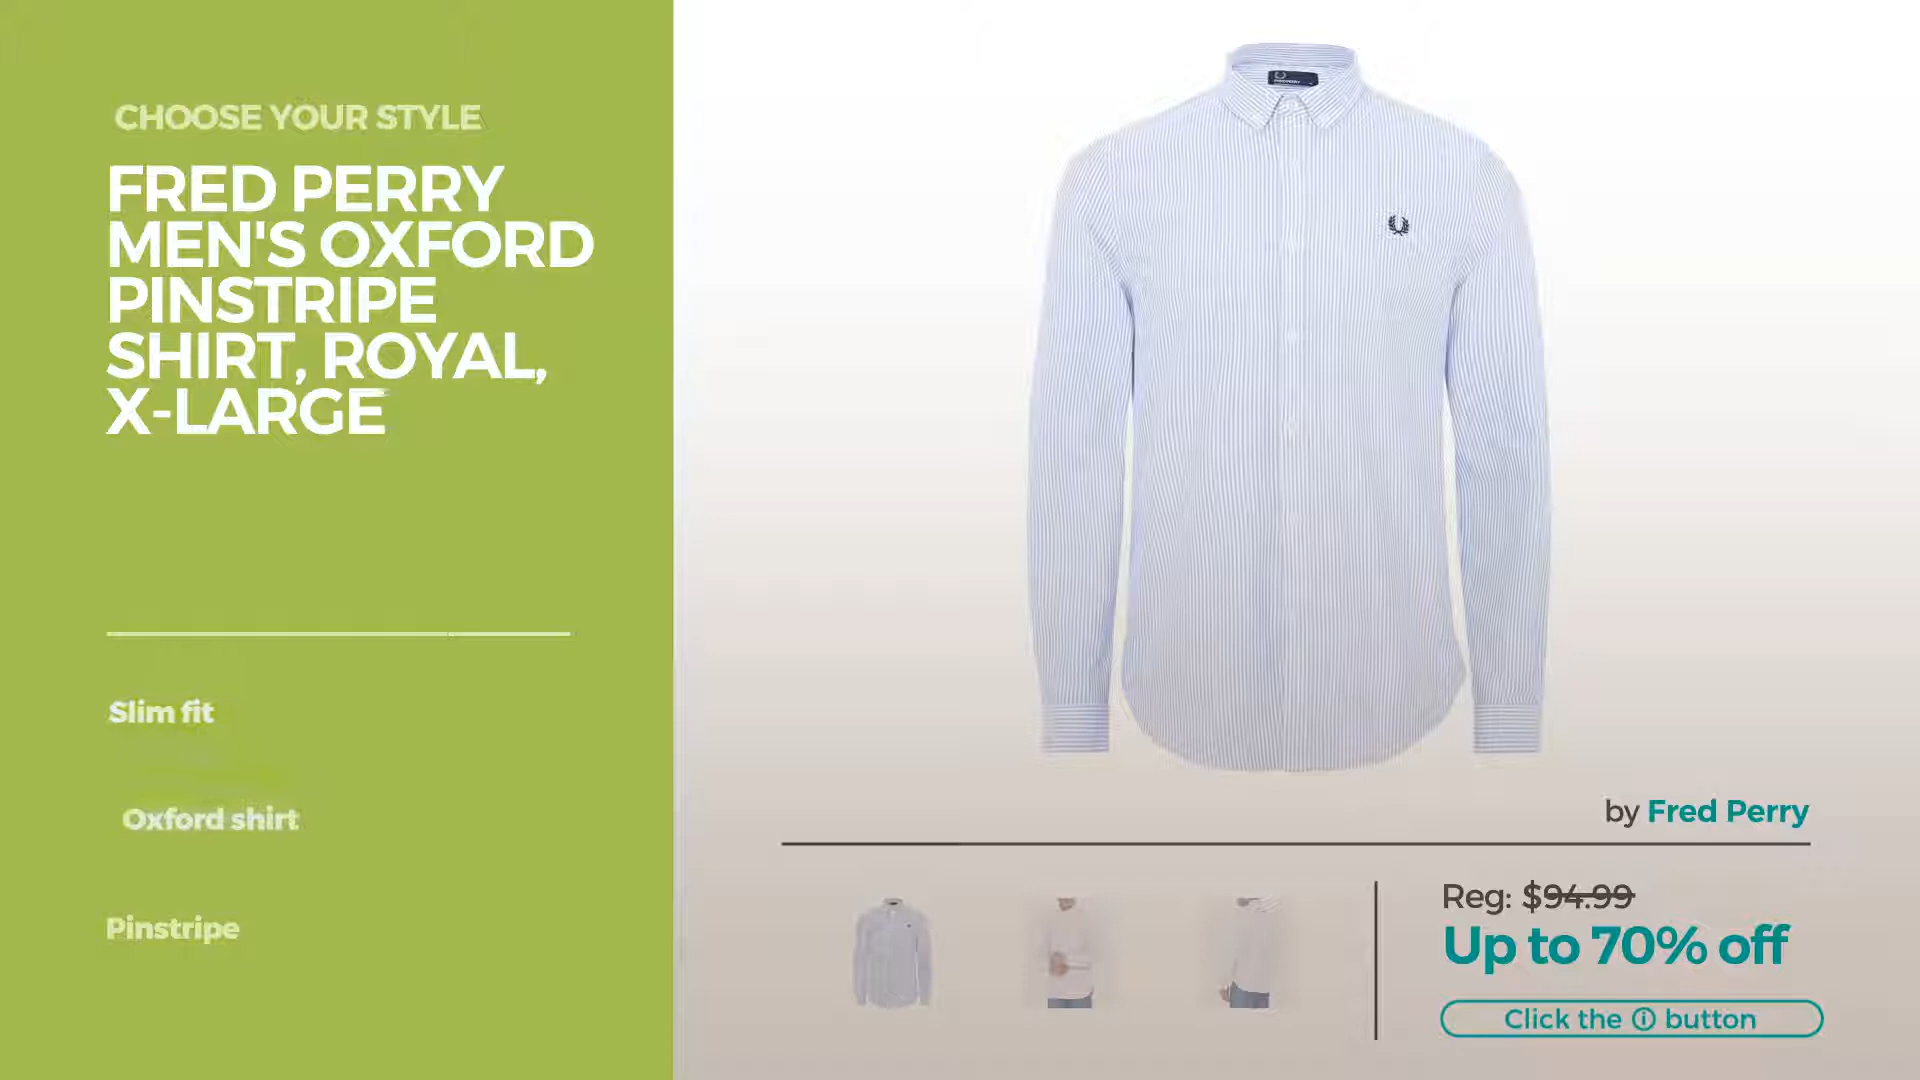 CHOOSE YOUR STYLE
FRED PERRY
MEN'S OXFORD
PINSTRIPE
SHIRT, ROYAL,
X-LARGE
Slim fit
Oxford shirt
Pinstripe
by Fred Perry
Reg: $94.99
Up to 70% off
Click the ⓘ button